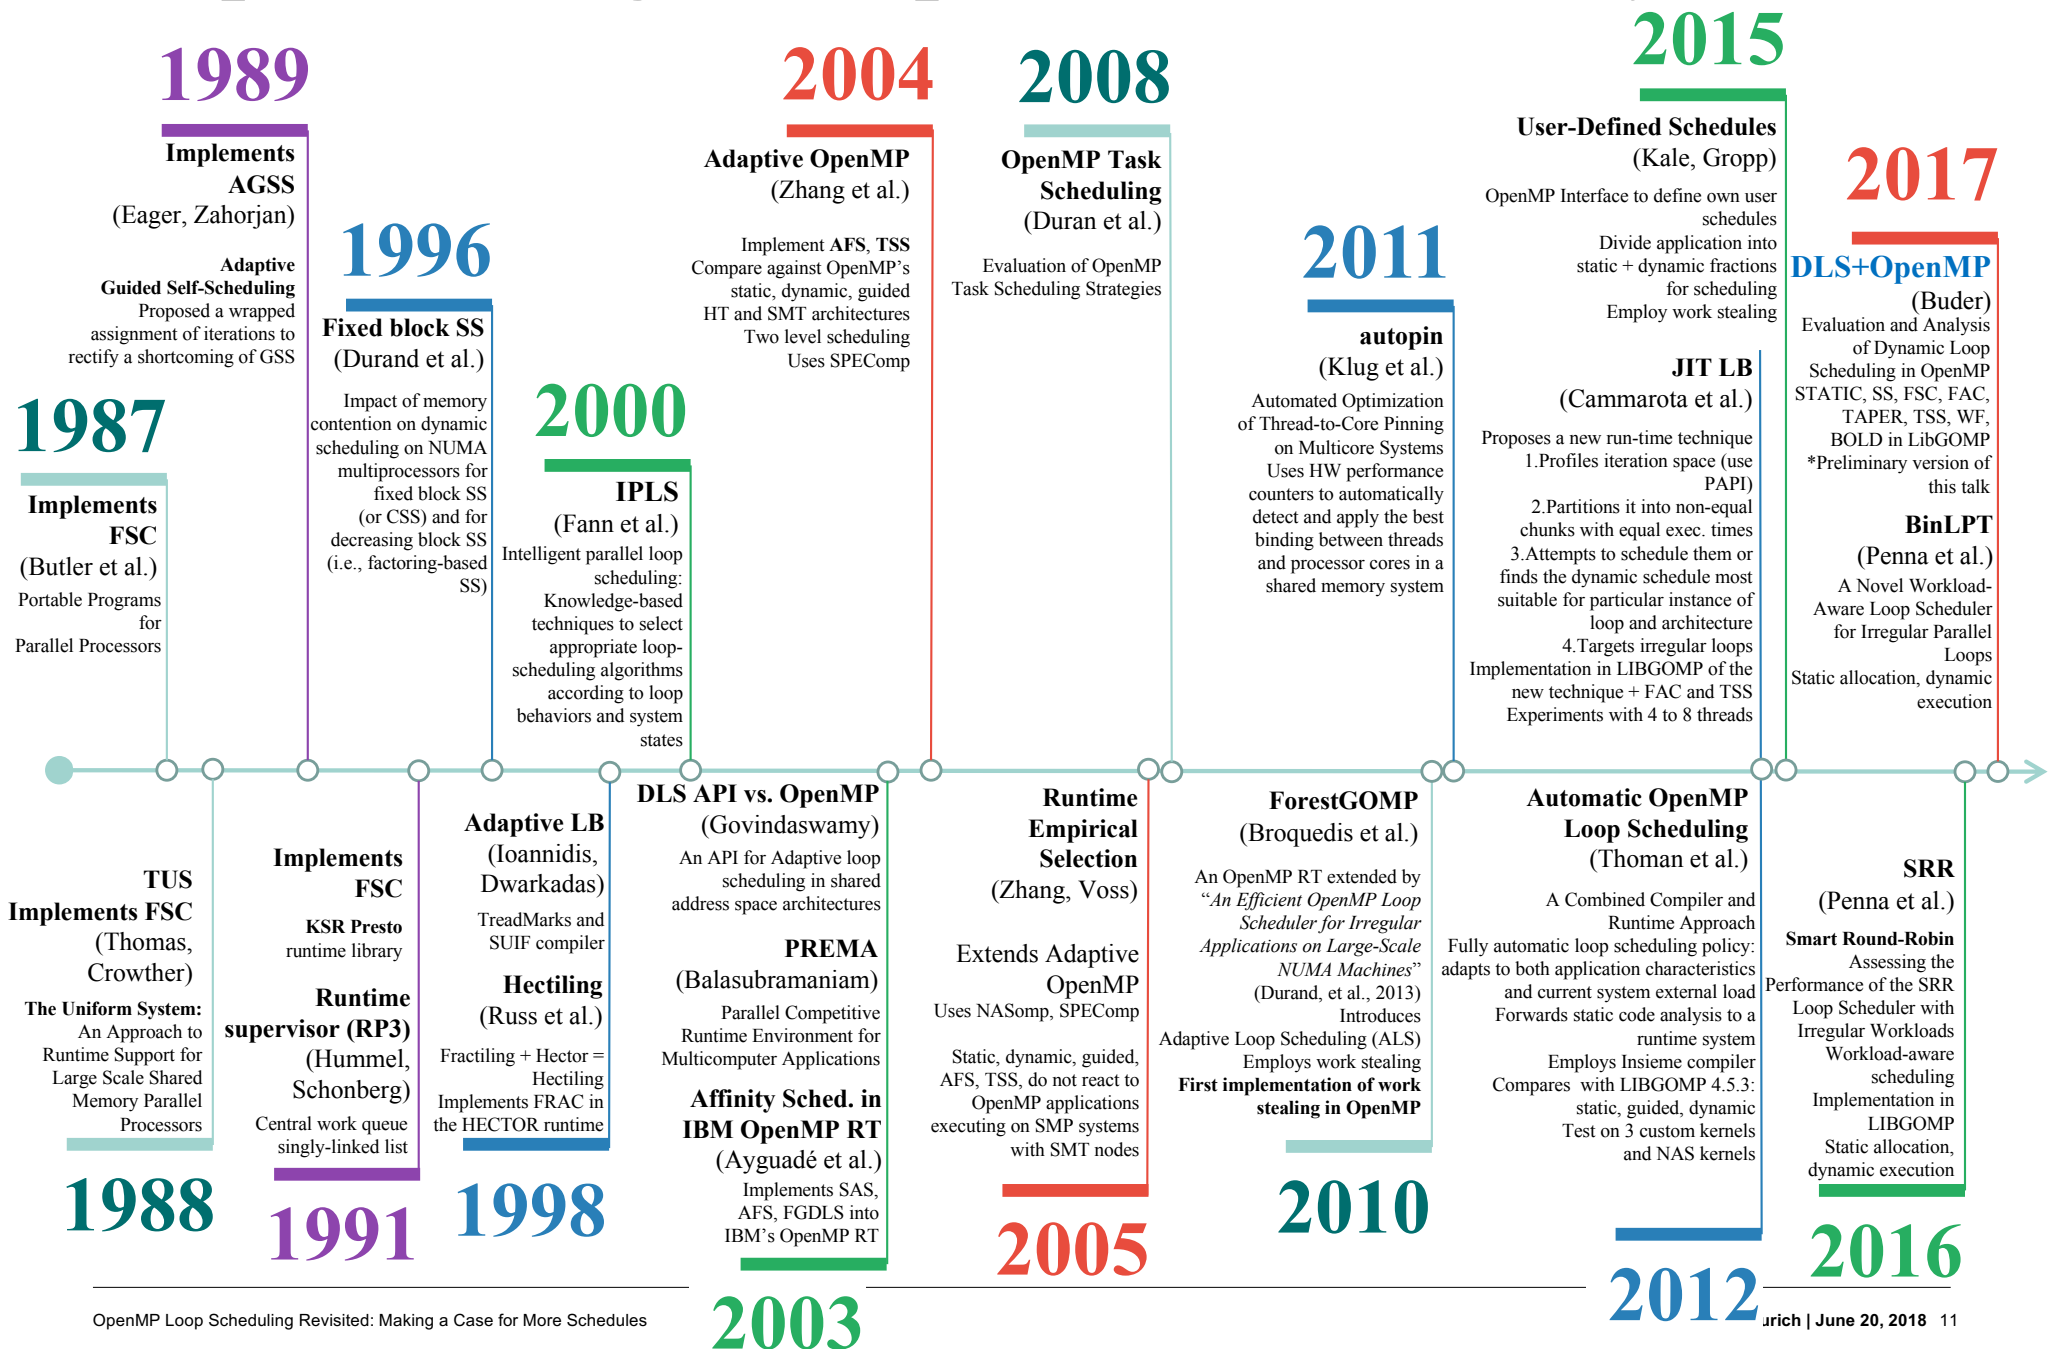 1989
Implements
AGSS
(Eager, Zahorjan)
Adaptive
Guided Self-Scheduling
Proposed a wrapped
assignment of iterations to
rectify a shortcoming of GSS
1987
Implements
FSC
(Butler et al.)
Portable Programs
for
Parallel Processors
1996
Fixed block SS
(Durand et al.)
Impact of memory
contention on dynamic
scheduling on NUMA
multiprocessors for
fixed block SS
(or CSS) and for
decreasing block SS
(i.e., factoring-based
SS)
2000
IPLS
(Fann et al.)
Intelligent parallel loop
scheduling:
Knowledge-based
techniques to select
appropriate loop-
scheduling algorithms
according to loop
behaviors and system
states
2004
Adaptive OpenMP
(Zhang et al.)
Implement AFS, TSS
Compare against OpenMP's
static, dynamic, guided
HT and SMT architectures
Two level scheduling
Uses SPEComp
2008
OpenMP Task
Scheduling
(Duran et al.)
Evaluation of OpenMP
Task Scheduling Strategies
2011
autopin
(Klug et al.)
Automated Optimization
of Thread-to-Core Pinning
on Multicore Systems
Uses HW performance
counters to automatically
detect and apply the best
binding between threads
and processor cores in a
shared memory system
2015
User-Defined Schedules
(Kale, Gropp)
OpenMP Interface to define own user
schedules
Divide application into
static + dynamic fractions
for scheduling
Employ work stealing
JIT LB
(Cammarota et al.)
Proposes a new run-time technique
1.Profiles iteration space (use
PAPI)
2.Partitions it into non-equal
chunks with equal exec. times
3.Attempts to schedule them or
finds the dynamic schedule most
suitable for particular instance of
loop and architecture
4.Targets irregular loops
Implementation in LIBGOMP of the
new technique + FAC and TSS
Experiments with 4 to 8 threads
2017
DLS+OpenMP
(Buder)
Evaluation and Analysis
of Dynamic Loop
Scheduling in OpenMP
STATIC, SS, FSC, FAC,
TAPER, TSS, WF,
BOLD in LibGOMP
*Preliminary version of
this talk
BinLPT
(Penna et al.)
A Novel Workload-
Aware Loop Scheduler
for Irregular Parallel
Loops
Static allocation, dynamic
execution
TUS
Implements FSC
(Thomas,
Crowther)
The Uniform System:
An Approach to
Runtime Support for
Large Scale Shared
Memory Parallel
Processors
1988
Implements
FSC
KSR Presto
runtime library
Runtime
supervisor (RP3)
(Hummel,
Schonberg)
Central work queue
singly-linked list
1991
Adaptive LB
(Ioannidis,
Dwarkadas)
TreadMarks and
SUIF compiler
Hectiling
(Russ et al.)
Fractiling + Hector =
Hectiling
Implements FRAC in
the HECTOR runtime
1998
DLS API vs. OpenMP
(Govindaswamy)
An API for Adaptive loop
scheduling in shared
address space architectures
PREMA
(Balasubramaniam)
Parallel Competitive
Runtime Environment for
Multicomputer Applications
Affinity Sched. in
IBM OpenMP RT
(Ayguadé et al.)
Implements SAS,
AFS, FGDLS into
IBM's OpenMP RT
2003
Runtime
Empirical
Selection
(Zhang, Voss)
Extends Adaptive
OpenMP
Uses NASomp, SPEComp
Static, dynamic, guided,
AFS, TSS, do not react to
OpenMP applications
executing on SMP systems
with SMT nodes
2005
ForestGOMP
(Broquedis et al.)
An OpenMP RT extended by
“An Efficient OpenMP Loop
Scheduler for Irregular
Applications on Large-Scale
NUMA Machines”
(Durand, et al., 2013)
Introduces
Adaptive Loop Scheduling (ALS)
Employs work stealing
First implementation of work
stealing in OpenMP
2010
Automatic OpenMP
Loop Scheduling
(Thoman et al.)
A Combined Compiler and
Runtime Approach
Fully automatic loop scheduling policy:
adapts to both application characteristics
and current system external load
Forwards static code analysis to a
runtime system
Employs Insieme compiler
Compares with LIBGOMP 4.5.3:
static, guided, dynamic
Test on 3 custom kernels
and NAS kernels
2012
SRR
(Penna et al.)
Smart Round-Robin
Assessing the
Performance of the SRR
Loop Scheduler with
Irregular Workloads
Workload-aware
scheduling
Implementation in
LIBGOMP
Static allocation,
dynamic execution
2016
OpenMP Loop Scheduling Revisited: Making a Case for More Schedules
urich | June 20, 2018 11